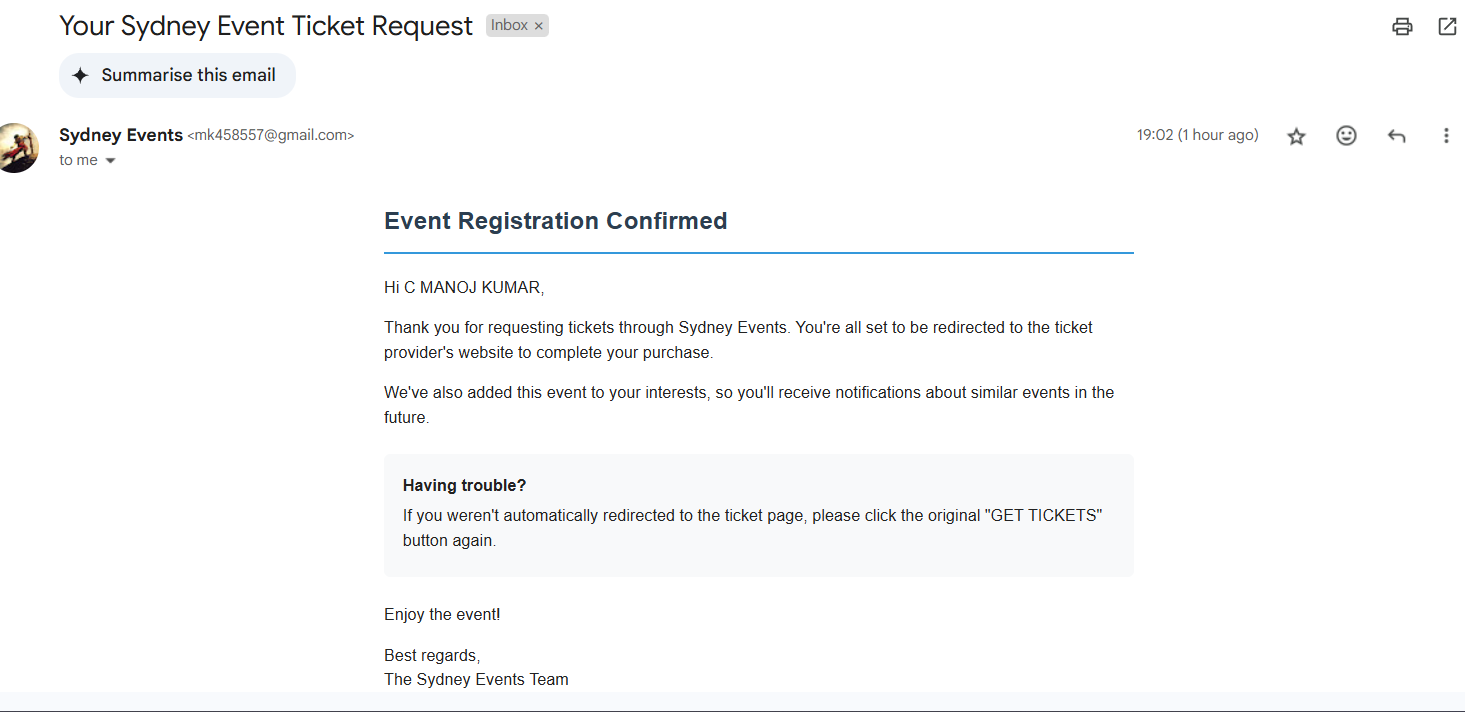 Your Sydney Event Ticket Request Inbox ×
Summarise this email
Sydney Events <mk458557@gmail.com> 19:02 (1 hour ago)
to me
Event Registration Confirmed
Hi C MANOJ KUMAR,
Thank you for requesting tickets through Sydney Events. You're all set to be redirected to the ticket
provider's website to complete your purchase.
We've also added this event to your interests, so you'll receive notifications about similar events in the
future.
Having trouble?
If you weren't automatically redirected to the ticket page, please click the original "GET TICKETS"
button again.
Enjoy the event!
Best regards,
The Sydney Events Team